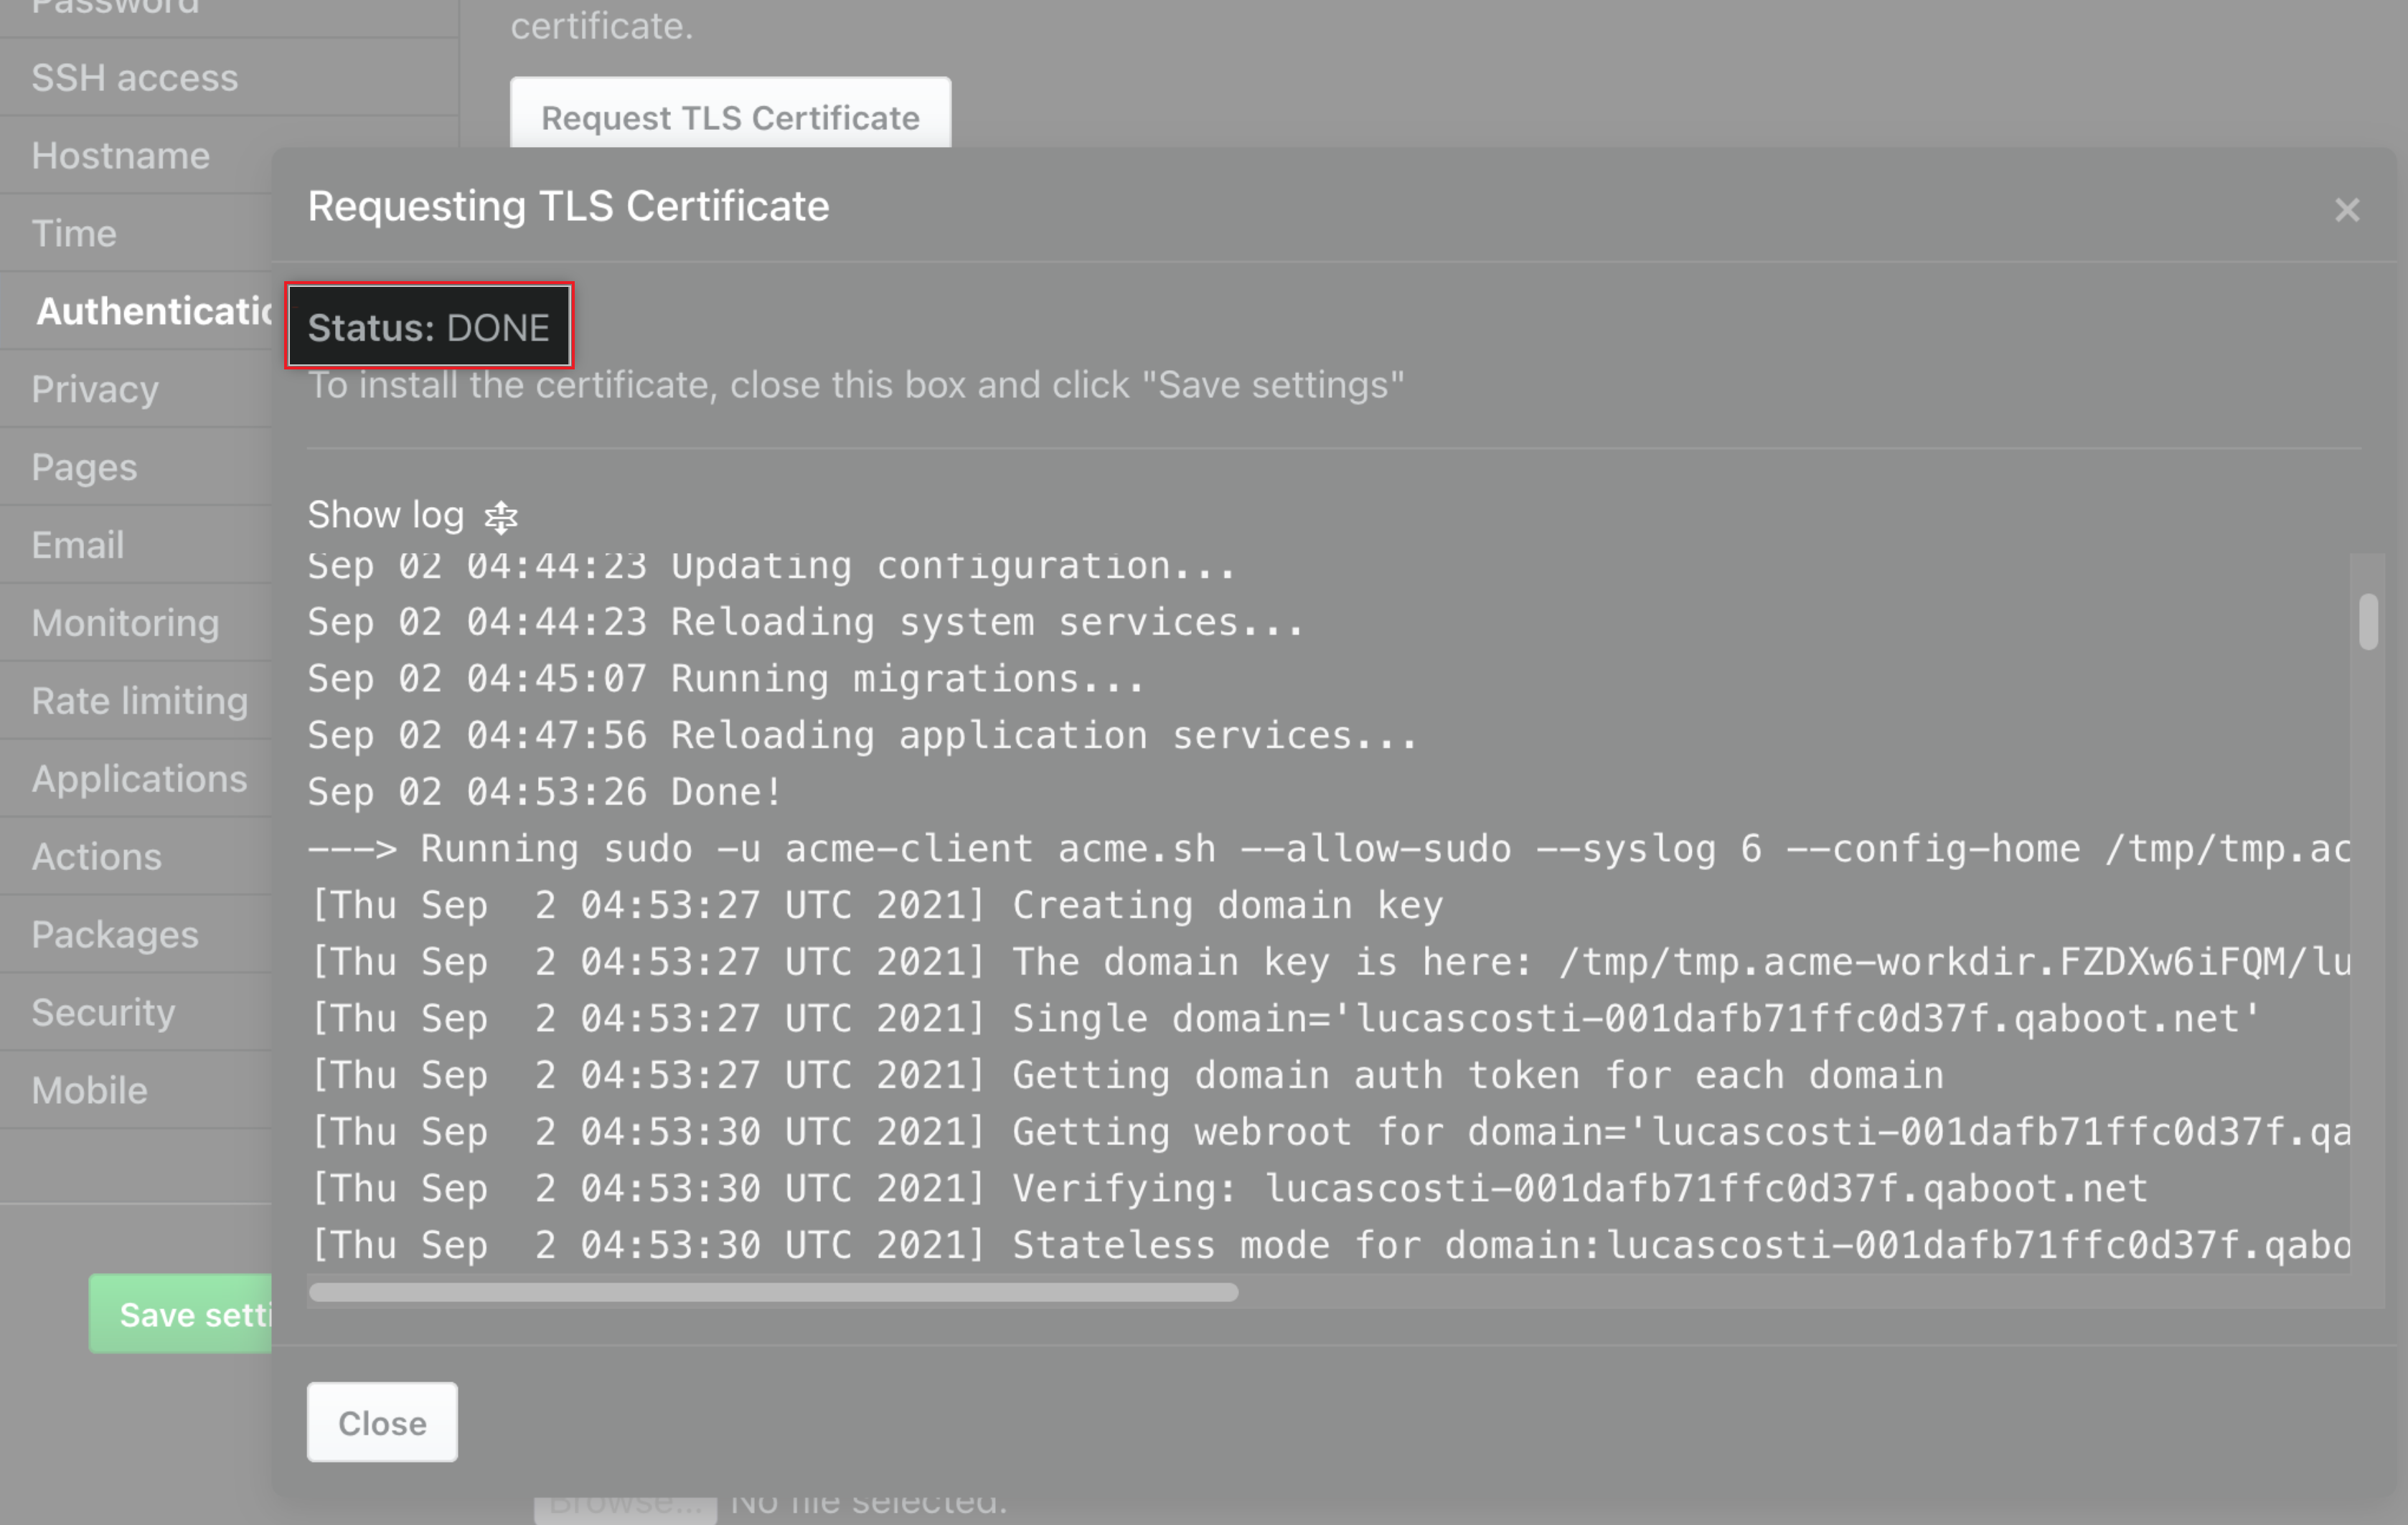 Password
SSH access
Hostname
Time
Authenticatio
Privacy
Pages
Email
Monitoring
Rate limiting
Applications
Actions
Packages
Security
Mobile
Save setti
certificate.
Request TLS Certificate
Requesting TLS Certificate
×
Status: DONE
To install the certificate, close this box and click "Save settings"
Show log
Sep 02 04:44:23 Updating configuration...
Sep 02 04:44:23 Reloading system services...
Sep 02 04:45:07 Running migrations...
Sep 02 04:47:56 Reloading application services...
Sep 02 04:53:26 Done!
---> Running sudo -u acme-client acme.sh --allow-sudo --syslog 6 --config-home /tmp/tmp.ac
[Thu Sep  2 04:53:27 UTC 2021] Creating domain key
[Thu Sep  2 04:53:27 UTC 2021] The domain key is here: /tmp/tmp.acme-workdir.FZDXw6iFQM/lu
[Thu Sep  2 04:53:27 UTC 2021] Single domain='lucascosti-001dafb71ffc0d37f.qaboot.net'
[Thu Sep  2 04:53:27 UTC 2021] Getting domain auth token for each domain
[Thu Sep  2 04:53:30 UTC 2021] Getting webroot for domain='lucascosti-001dafb71ffc0d37f.qa
[Thu Sep  2 04:53:30 UTC 2021] Verifying: lucascosti-001dafb71ffc0d37f.qaboot.net
[Thu Sep  2 04:53:30 UTC 2021] Stateless mode for domain:lucascosti-001dafb71ffc0d37f.qabo
Close
Browse... No file selected.